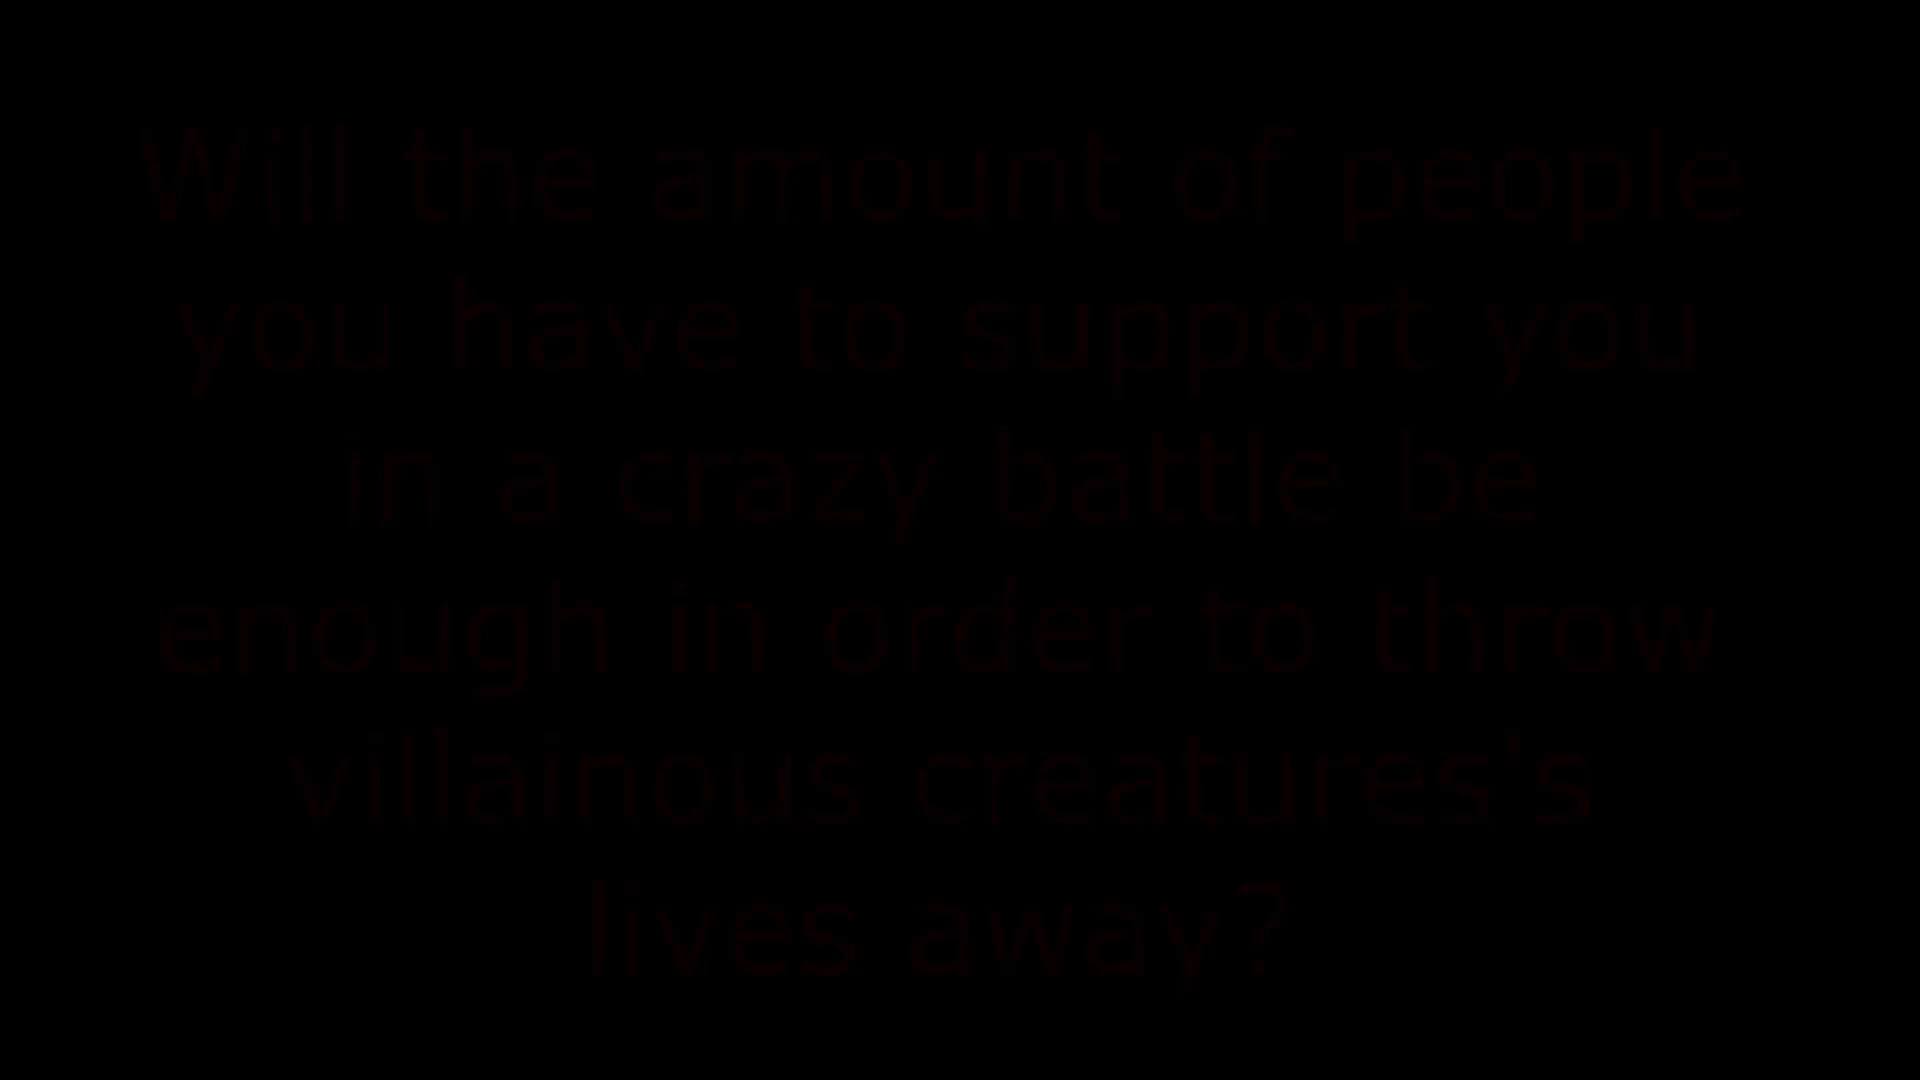 Will the amount of people
you have to support you
in a crazy battle be
enough in order to throw
villainous creatures's
lives away?